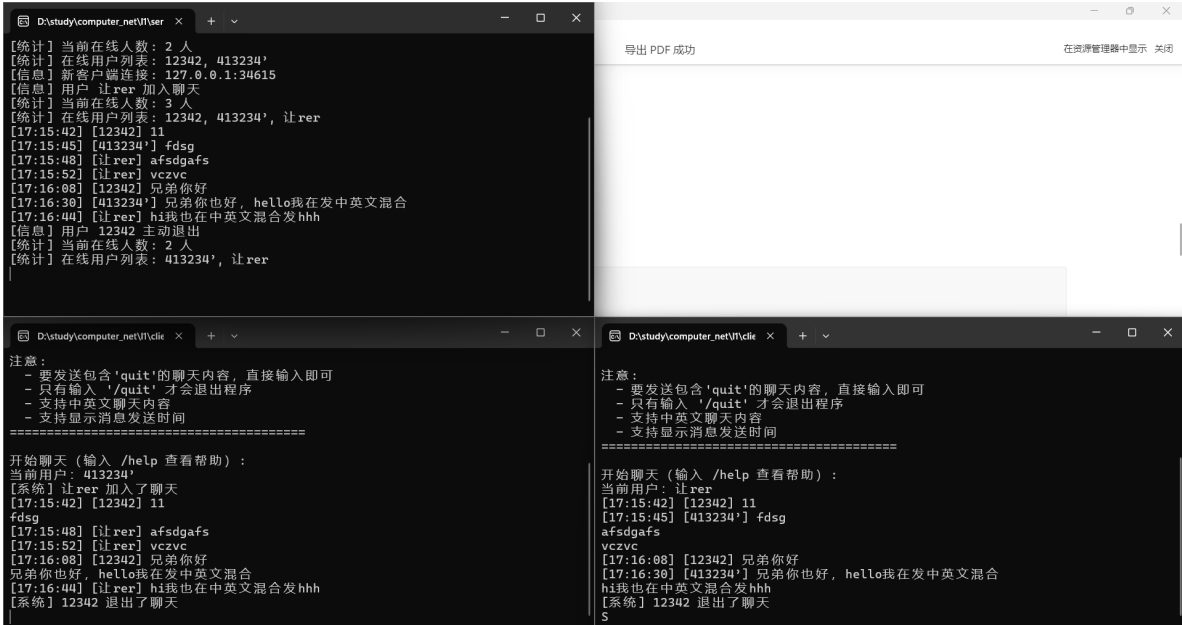 D:\study\computer_net\l1\ser
[统计] 当前在线人数: 2 人
[统计] 在线用户列表: 12342, 413234’
[信息] 新客户端连接: 127.0.0.1:34615
[信息] 用户 让rer 加入聊天
[统计] 当前在线人数: 3 人
[统计] 在线用户列表: 12342, 413234’, 让rer
[17:15:42] [12342] 11
[17:15:45] [413234’] fdsg
[17:15:48] [让rer] afsdgafs
[17:15:52] [让rer] vczvc
[17:16:08] [12342] 兄弟你好
[17:16:30] [413234’] 兄弟你也好, hello我在发中英文混合
[17:16:44] [让rer] hi我也在中英文混合发hhh
[信息] 用户 12342 主动退出
[统计] 当前在线人数: 2 人
[统计] 在线用户列表: 413234’, 让rer
导出 PDF 成功
在资源管理器中显示 关闭
D:\study\computer_net\l1\clie
注意:
- 要发送包含'quit'的聊天内容, 直接输入即可
- 只有输入 '/quit' 才会退出程序
- 支持中英文聊天内容
- 支持显示消息发送时间
========================================
开始聊天 (输入 /help 查看帮助) :
当前用户: 413234’
[系统] 让rer 加入了聊天
[17:15:42] [12342] 11
fdsg
[17:15:48] [让rer] afsdgafs
[17:15:52] [让rer] vczvc
[17:16:08] [12342] 兄弟你好
兄弟你也好, hello我在发中英文混合
[17:16:44] [让rer] hi我也在中英文混合发hhh
[系统] 12342 退出了聊天
D:\study\computer_net\l1\clie
注意:
- 要发送包含'quit'的聊天内容, 直接输入即可
- 只有输入 '/quit' 才会退出程序
- 支持中英文聊天内容
- 支持显示消息发送时间
========================================
开始聊天 (输入 /help 查看帮助) :
当前用户: 让rer
[17:15:42] [12342] 11
[17:15:45] [413234’] fdsg
afsdgafs
vczvc
[17:16:08] [12342] 兄弟你好
[17:16:30] [413234’] 兄弟你也好, hello我在发中英文混合
hi我也在中英文混合发hhh
[系统] 12342 退出了聊天
S